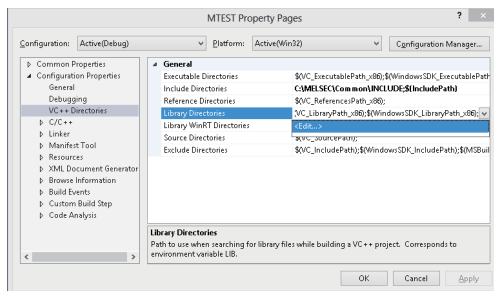 MTEST Property Pages
? x
Configuration: Active(Debug) Platform: Active(Win32) Configuration Manager...
Common Properties
Configuration Properties
General
Debugging
VC++ Directories
C/C++
Linker
Manifest Tool
Resources
XML Document Generator
Browse Information
Build Events
Custom Build Step
Code Analysis
General
Executable Directories $(VC_ExecutablePath_x86);$(WindowsSDK_ExecutablePath
Include Directories C:\MELSEC\Common\INCLUDE;$(IncludePath)
Reference Directories $(VC_ReferencesPath_x86);
Library Directories (VC_LibraryPath_x86);$(WindowsSDK_LibraryPath_x86);
Library WinRT Directories <Edit...>
Source Directories $(VC_SourcePath);
Exclude Directories $(VC_IncludePath);$(WindowsSDK_IncludePath);$(MSBuil
Library Directories
Path to use when searching for library files while building a VC++ project. Corresponds to
environment variable LIB.
OK Cancel Apply